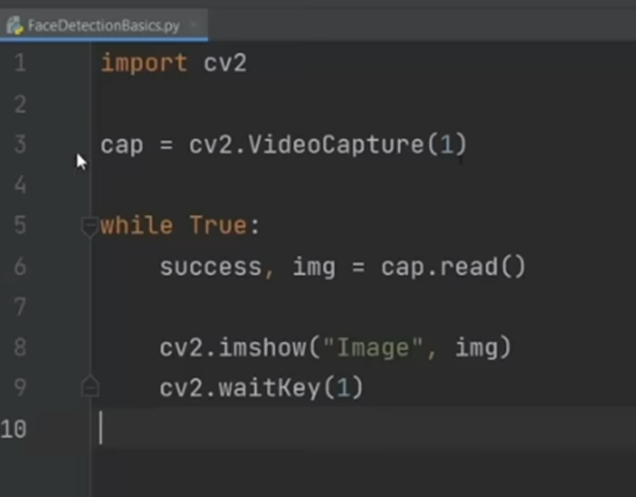 FaceDetectionBasics.py
1 import cv2
2
3 cap = cv2.VideoCapture(1)
4
5 while True:
6     success, img = cap.read()
7
8     cv2.imshow("Image", img)
9     cv2.waitKey(1)
10